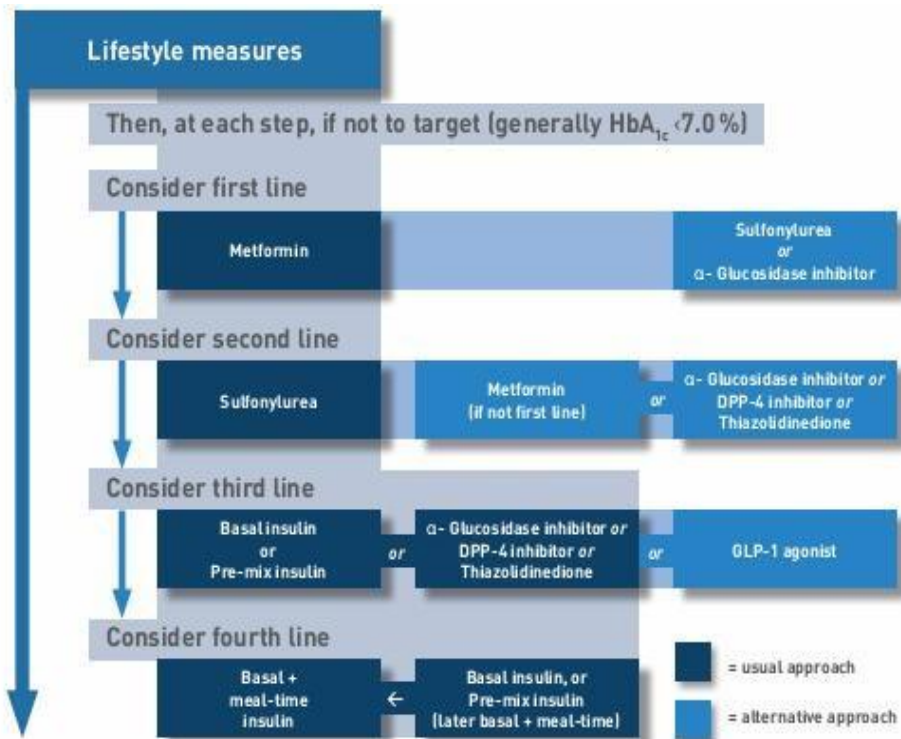 Lifestyle measures
Then, at each step, if not to target (generally HbA1c <7.0%)
Consider first line
Metformin
Sulfonylurea
or
α- Glucosidase inhibitor
Consider second line
Sulfonylurea
Metformin
(if not first line)
or
α- Glucosidase inhibitor or
DPP-4 inhibitor or
Thiazolidinedione
Consider third line
Basal insulin
or
Pre-mix insulin
or
α- Glucosidase inhibitor or
DPP-4 inhibitor or
Thiazolidinedione
or
GLP-1 agonist
Consider fourth line
Basal +
meal-time
insulin
←
Basal insulin, or
Pre-mix insulin
(later basal + meal-time)
= usual approach
= alternative approach